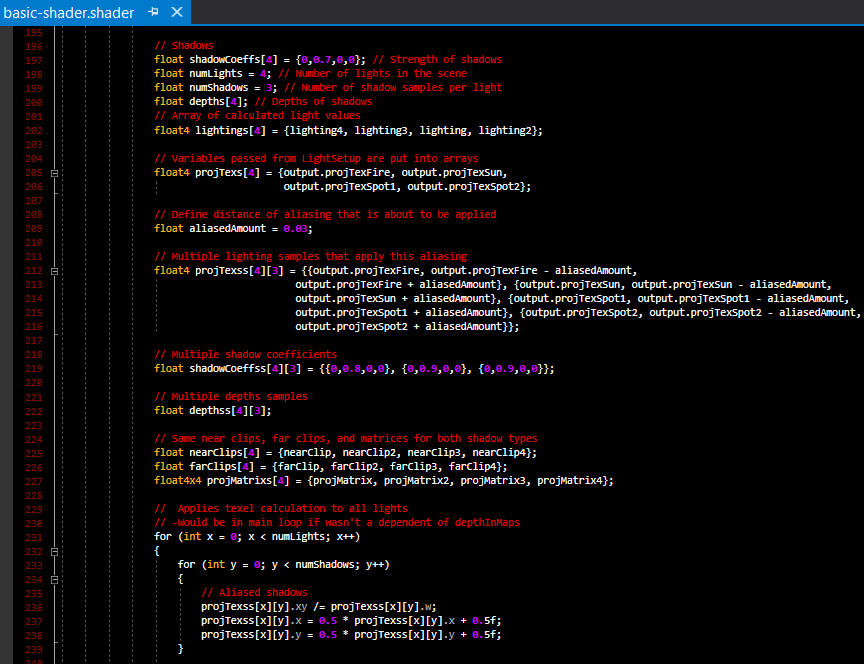 basic-shader.shader
195
196 // Shadows
197 float shadowCoeffs[4] = {0,0.7,0,0}; // Strength of shadows
198 float numLights = 4; // Number of lights in the scene
199 float numShadows = 3; // Number of shadow samples per light
200 float depths[4]; // Depths of shadows
201 // Array of calculated light values
202 float4 lightings[4] = {lighting4, lighting3, lighting, lighting2};
203
204 // Variables passed from LightSetup are put into arrays
205 float4 projTexs[4] = {output.projTexFire, output.projTexSun,
206 output.projTexSpot1, output.projTexSpot2};
207
208 // Define distance of aliasing that is about to be applied
209 float aliasedAmount = 0.03;
210
211 // Multiple lighting samples that apply this aliasing
212 float4 projTexss[4][3] = {{output.projTexFire, output.projTexFire - aliasedAmount,
213 output.projTexFire + aliasedAmount}, {output.projTexSun, output.projTexSun - aliasedAmount,
214 output.projTexSun + aliasedAmount}, {output.projTexSpot1, output.projTexSpot1 - aliasedAmount,
215 output.projTexSpot1 + aliasedAmount}, {output.projTexSpot2, output.projTexSpot2 - aliasedAmount,
216 output.projTexSpot2 + aliasedAmount}};
217
218 // Multiple shadow coefficients
219 float shadowCoeffss[4][3] = {{0,0.8,0,0}, {0,0.9,0,0}, {0,0.9,0,0}};
220
221 // Multiple depths samples
222 float depthss[4][3];
223
224 // Same near clips, far clips, and matrices for both shadow types
225 float nearClips[4] = {nearClip, nearClip2, nearClip3, nearClip4};
226 float farClips[4] = {farClip, farClip2, farClip3, farClip4};
227 float4x4 projMatrixs[4] = {projMatrix, projMatrix2, projMatrix3, projMatrix4};
228
229 //  Applies texel calculation to all lights
230 // -Would be in main loop if wasn't a dependent of depthInMaps
231 for (int x = 0; x < numLights; x++)
232 {
233 for (int y = 0; y < numShadows; y++)
234 {
235 // Aliased shadows
236 projTexss[x][y].xy /= projTexss[x][y].w;
237 projTexss[x][y].x = 0.5 * projTexss[x][y].x + 0.5f;
238 projTexss[x][y].y = 0.5 * projTexss[x][y].y + 0.5f;
239 }